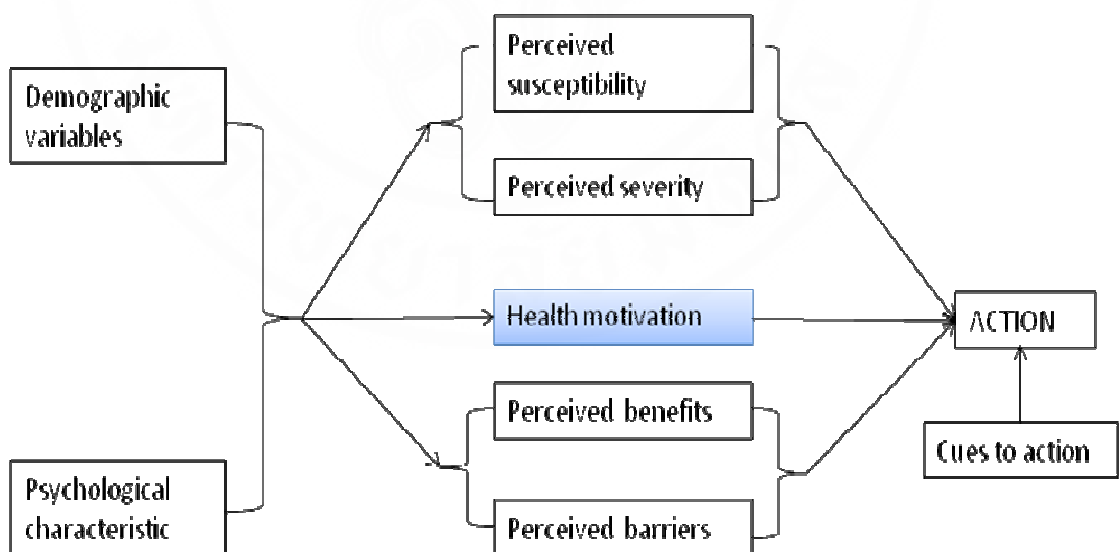 Demographic
variables
Psychological
characteristic
Perceived
susceptibility
Perceived severity
Health motivation
Perceived benefits
Perceived barriers
ACTION
Cues to action